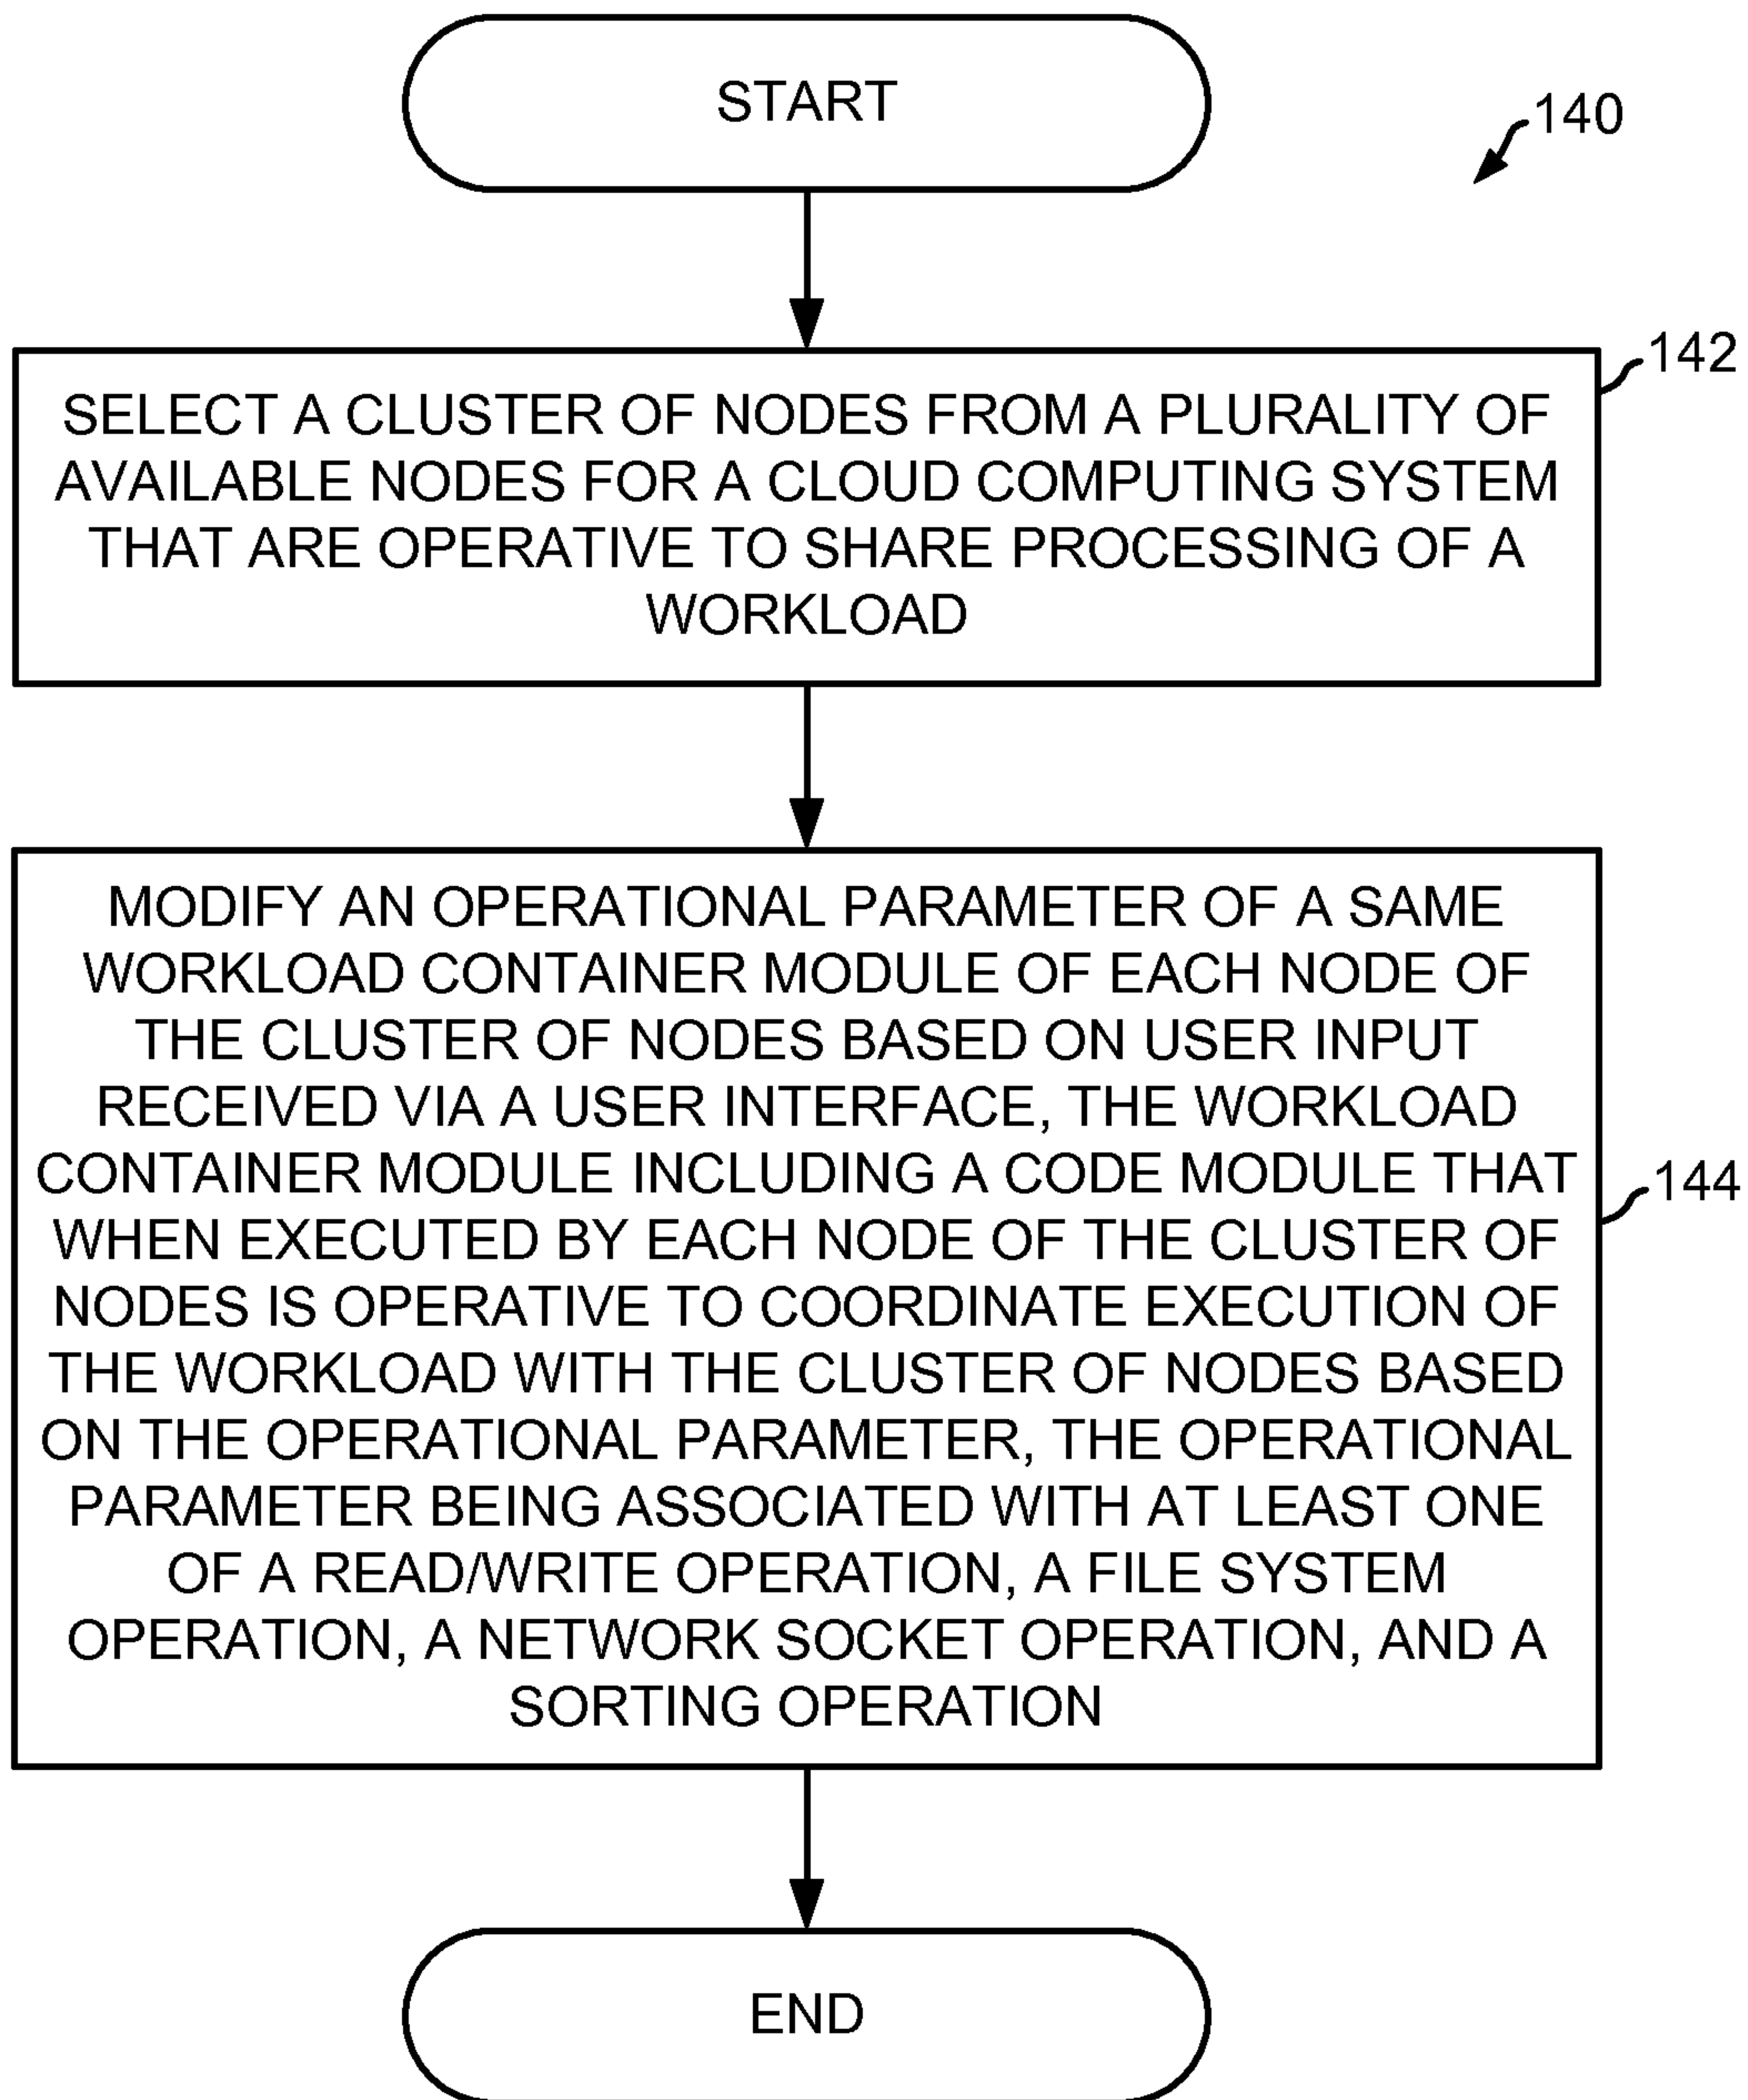 START
140
142
SELECT A CLUSTER OF NODES FROM A PLURALITY OF
AVAILABLE NODES FOR A CLOUD COMPUTING SYSTEM
THAT ARE OPERATIVE TO SHARE PROCESSING OF A
WORKLOAD
MODIFY AN OPERATIONAL PARAMETER OF A SAME
WORKLOAD CONTAINER MODULE OF EACH NODE OF
THE CLUSTER OF NODES BASED ON USER INPUT
RECEIVED VIA A USER INTERFACE, THE WORKLOAD
CONTAINER MODULE INCLUDING A CODE MODULE THAT
144
WHEN EXECUTED BY EACH NODE OF THE CLUSTER OF
NODES IS OPERATIVE TO COORDINATE EXECUTION OF
THE WORKLOAD WITH THE CLUSTER OF NODES BASED
ON THE OPERATIONAL PARAMETER, THE OPERATIONAL
PARAMETER BEING ASSOCIATED WITH AT LEAST ONE
OF A READ/WRITE OPERATION, A FILE SYSTEM
OPERATION, A NETWORK SOCKET OPERATION, AND A
SORTING OPERATION
END